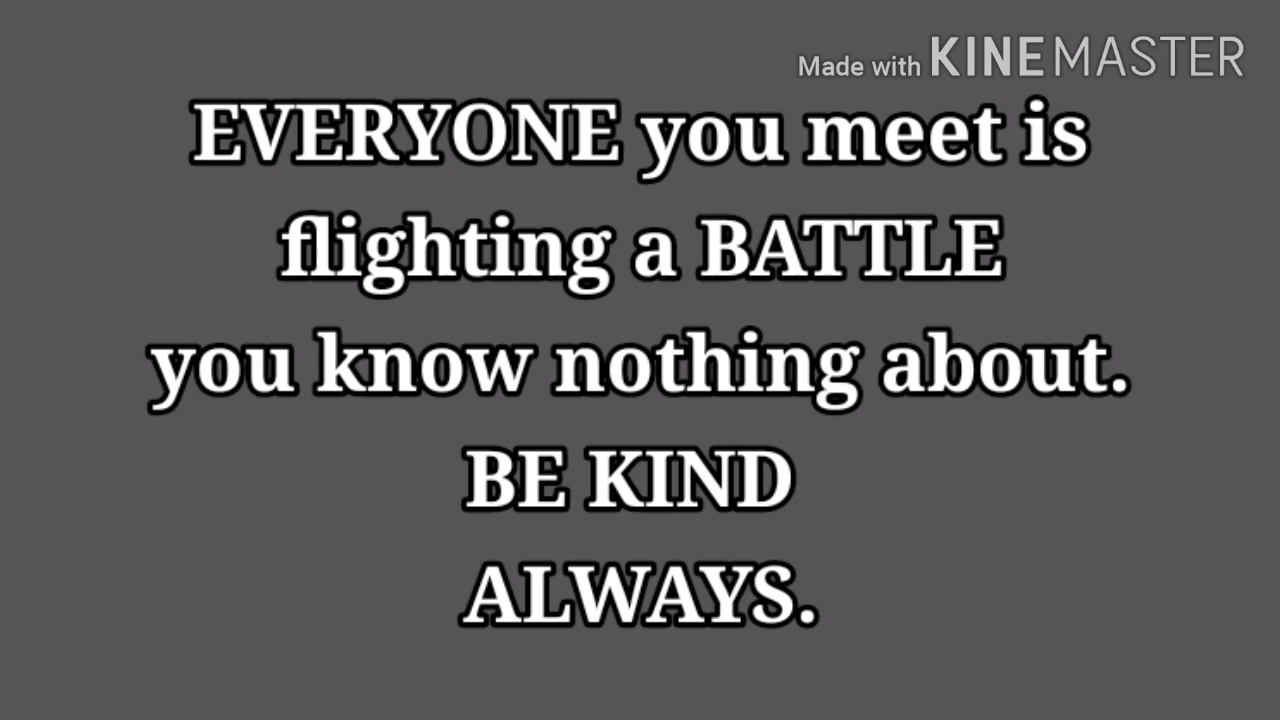 Made with KINEMASTER
EVERYONE you meet is
flighting a BATTLE
you know nothing about.
BE KIND
ALWAYS.